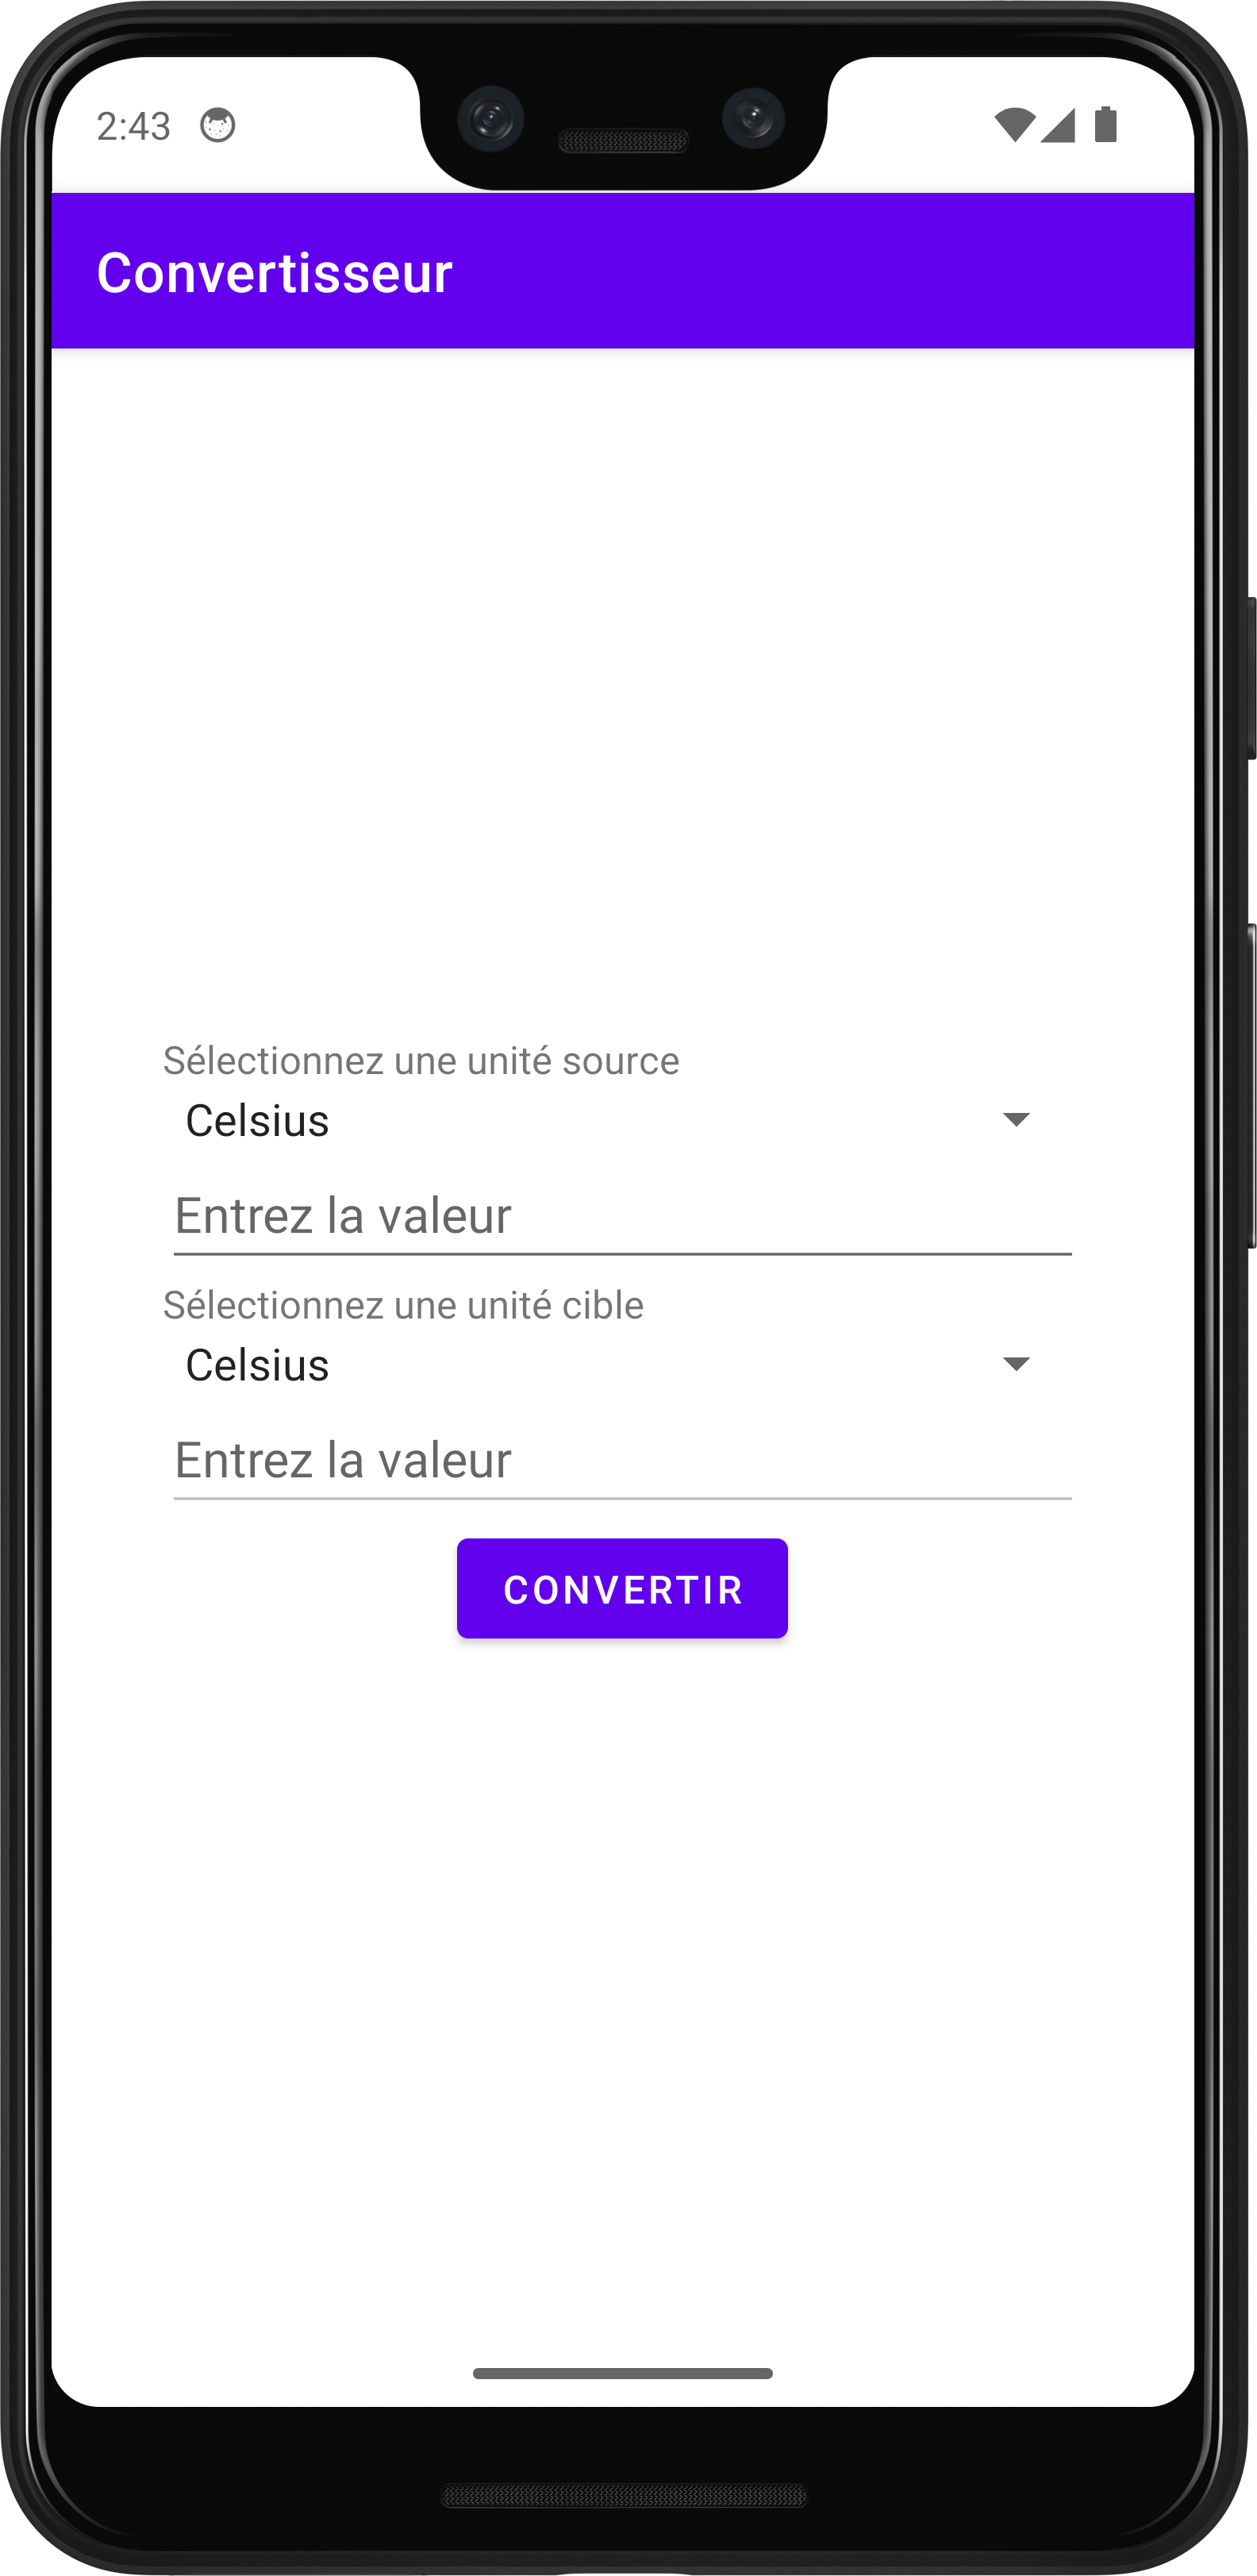 2:43
Convertisseur
Sélectionnez une unité source
Celsius
Entrez la valeur
Sélectionnez une unité cible
Celsius
Entrez la valeur
CONVERTIR